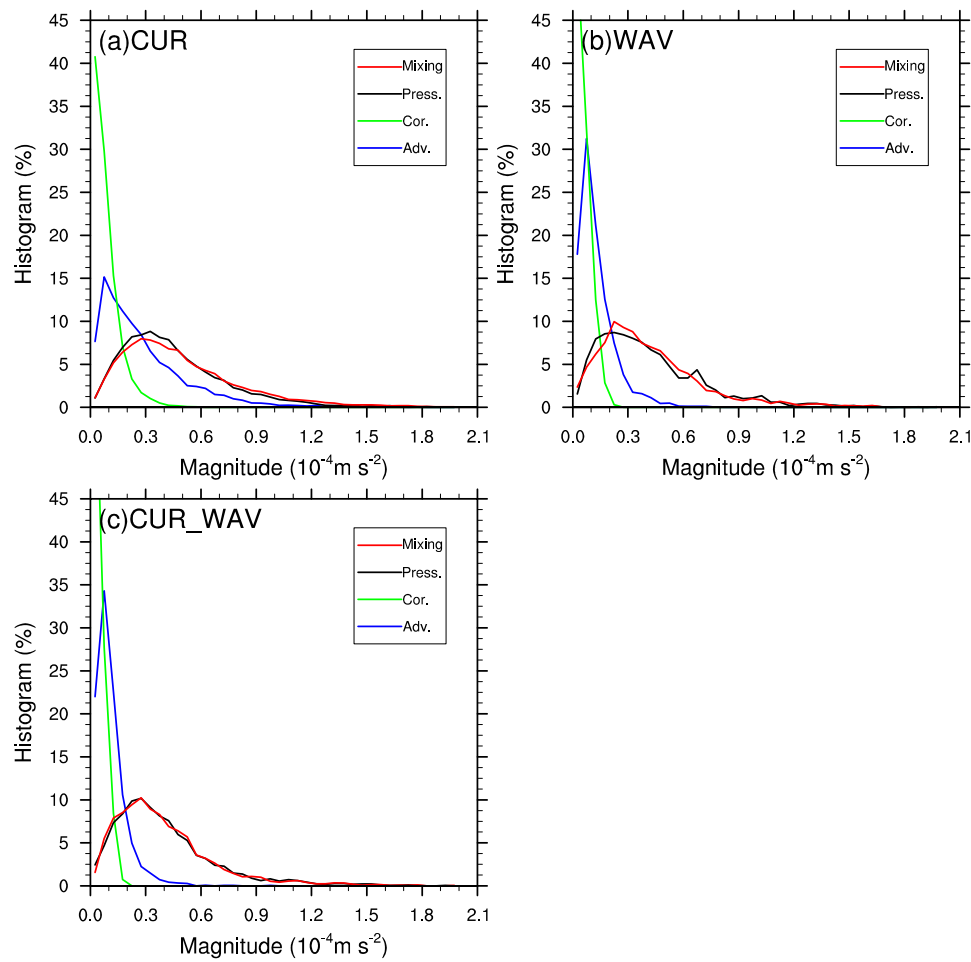 (a)CUR
Histogram (%)
45
40
35
30
25
20
15
10
5
0
Mixing
Press.
Cor.
Adv.
0.0 0.3 0.6 0.9 1.2 1.5 1.8 2.1
Magnitude (10⁻⁴m s⁻²)
(b)WAV
Histogram (%)
45
40
35
30
25
20
15
10
5
0
Mixing
Press.
Cor.
Adv.
0.0 0.3 0.6 0.9 1.2 1.5 1.8 2.1
Magnitude (10⁻⁴m s⁻²)
(c)CUR_WAV
Histogram (%)
45
40
35
30
25
20
15
10
5
0
Mixing
Press.
Cor.
Adv.
0.0 0.3 0.6 0.9 1.2 1.5 1.8 2.1
Magnitude (10⁻⁴m s⁻²)